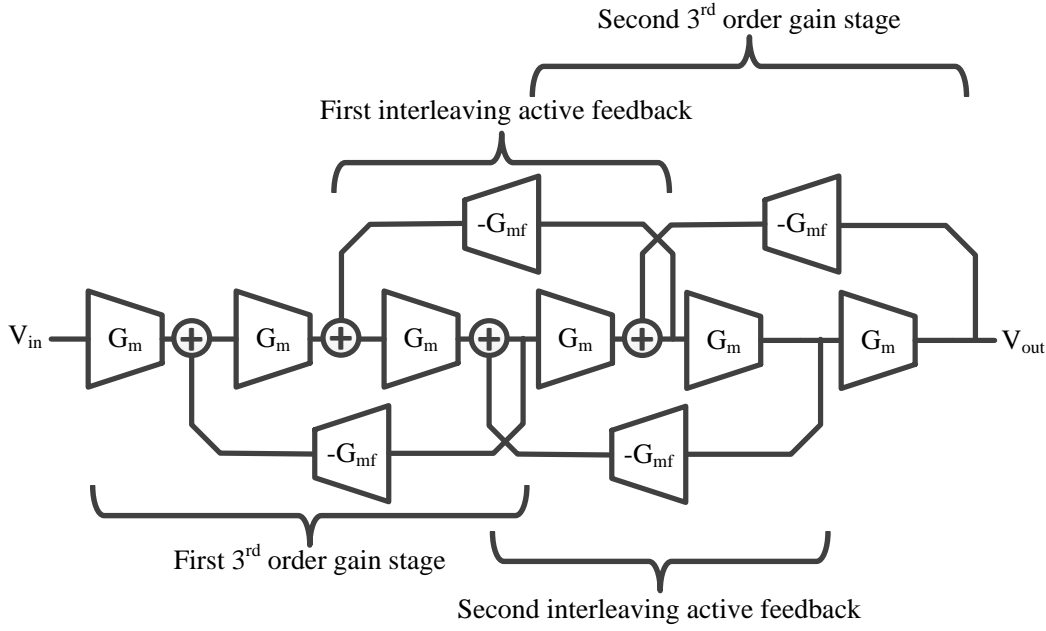 Second 3rd order gain stage
First interleaving active feedback
-Gmf
-Gmf
Vin
Gm
Gm
Gm
Gm
Gm
Gm
Vout
-Gmf
-Gmf
First 3rd order gain stage
Second interleaving active feedback